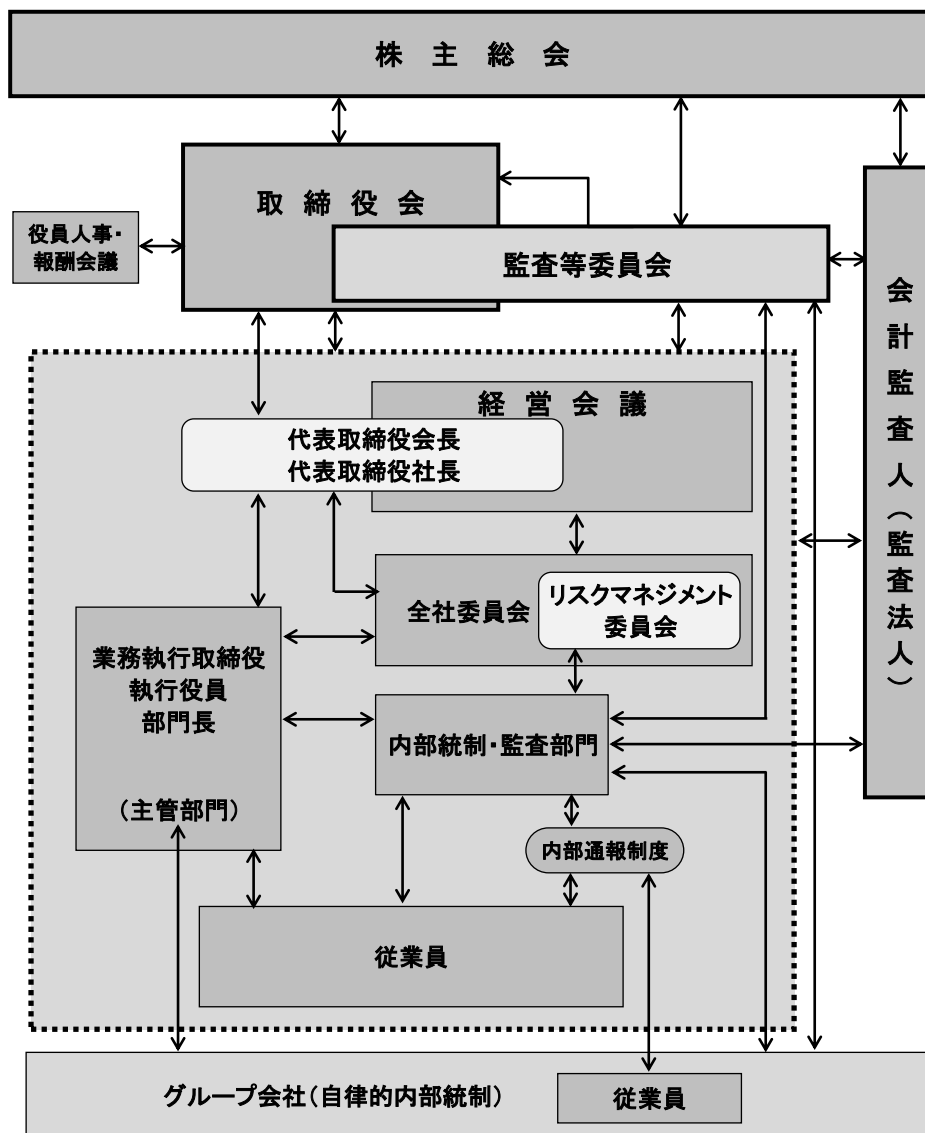 株主総会
取締役会
役員人事・
報酬会議
監査等委員会
会計監査人（監査法人）
経営会議
代表取締役会長
代表取締役社長
全社委員会
リスクマネジメント
委員会
業務執行取締役
執行役員
部門長
（主管部門）
内部統制・監査部門
内部通報制度
従業員
グループ会社（自律的内部統制）
従業員